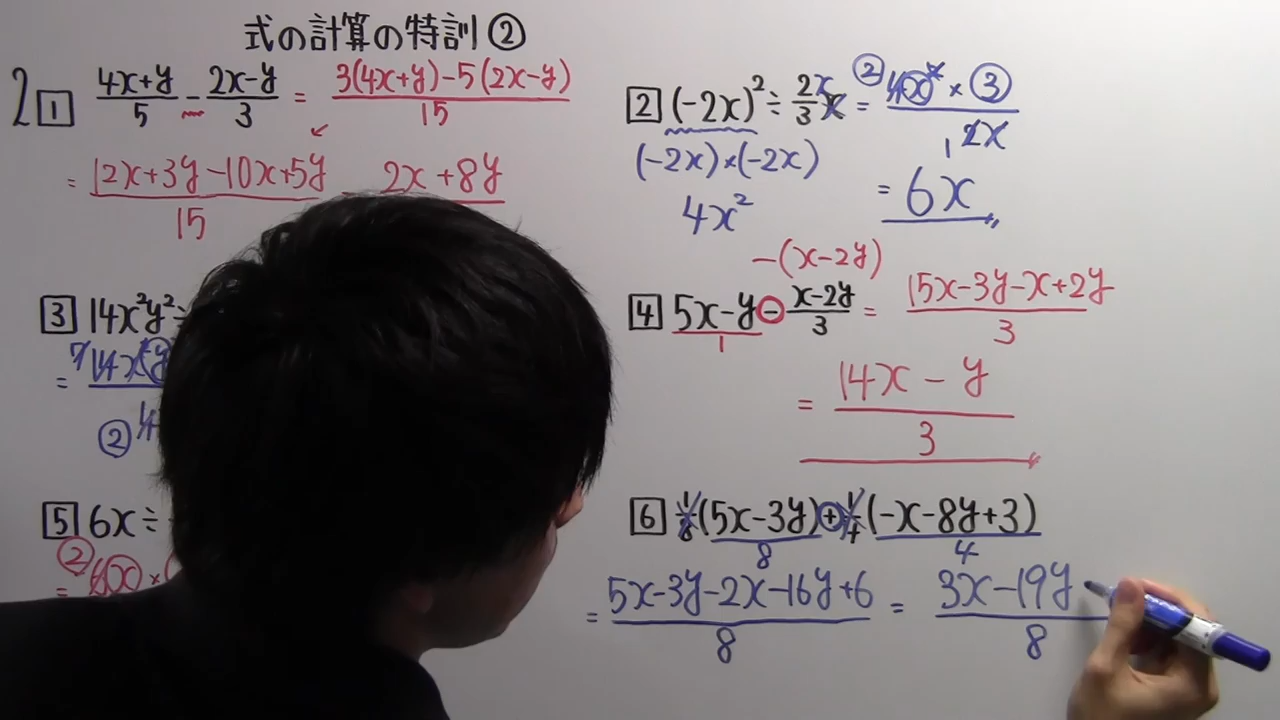 式の計算の特訓②
2 1 (4x+y)/5 - (2x-y)/3 = (3(4x+y)-5(2x-y))/15
= (12x+3y-10x+5y)/15 2x+8y
2 (-2x)² ÷ 2x/3 = 4x² × 3 / 2x
(-2x)×(-2x)
4x²
= 6x
3 14x²y²
② 
-(x-2y)
4 5x-y - (x-2y)/3 = (15x-3y-x+2y)/3
1
= (14x-y)/3
5 6x÷
②
6 1/8(5x-3y)+1/4(-x-8y+3)
8 4
= (5x-3y-2x-16y+6)/8 = 3x-19y/8